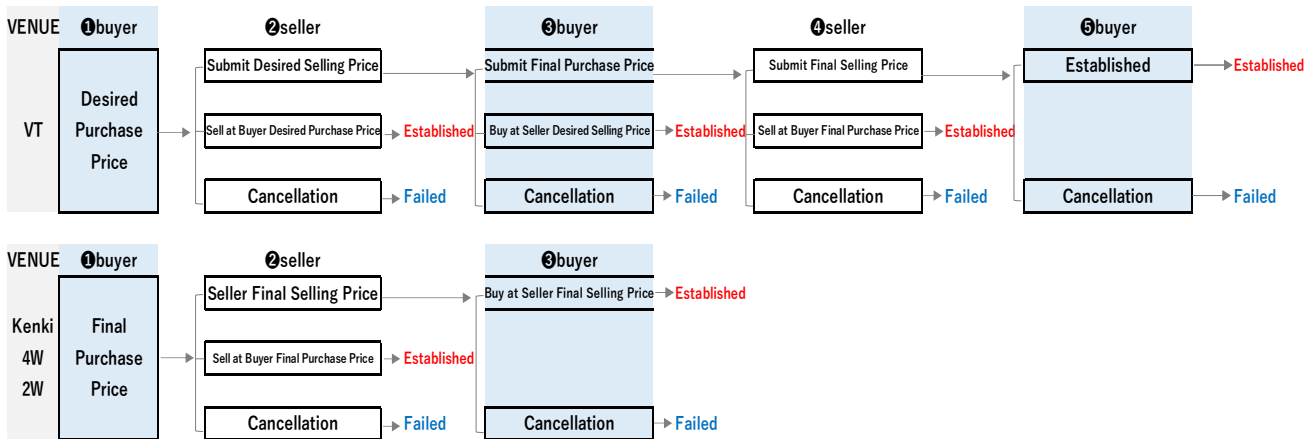 VENUE ❶buyer ❷seller ❸buyer ❹seller ❺buyer
Submit Desired Selling Price Submit Final Purchase Price Submit Final Selling Price Established Established
Desired
VT Purchase Sell at Buyer Desired Purchase Price Established Buy at Seller Desired Selling Price Established Sell at Buyer Final Purchase Price Established
Price
Cancellation Failed Cancellation Failed Cancellation Failed Cancellation Failed
VENUE ❶buyer ❷seller ❸buyer
Seller Final Selling Price Buy at Seller Final Selling Price Established
Kenki Final
4W Purchase Sell at Buyer Final Purchase Price Established
2W Price
Cancellation Failed Cancellation Failed